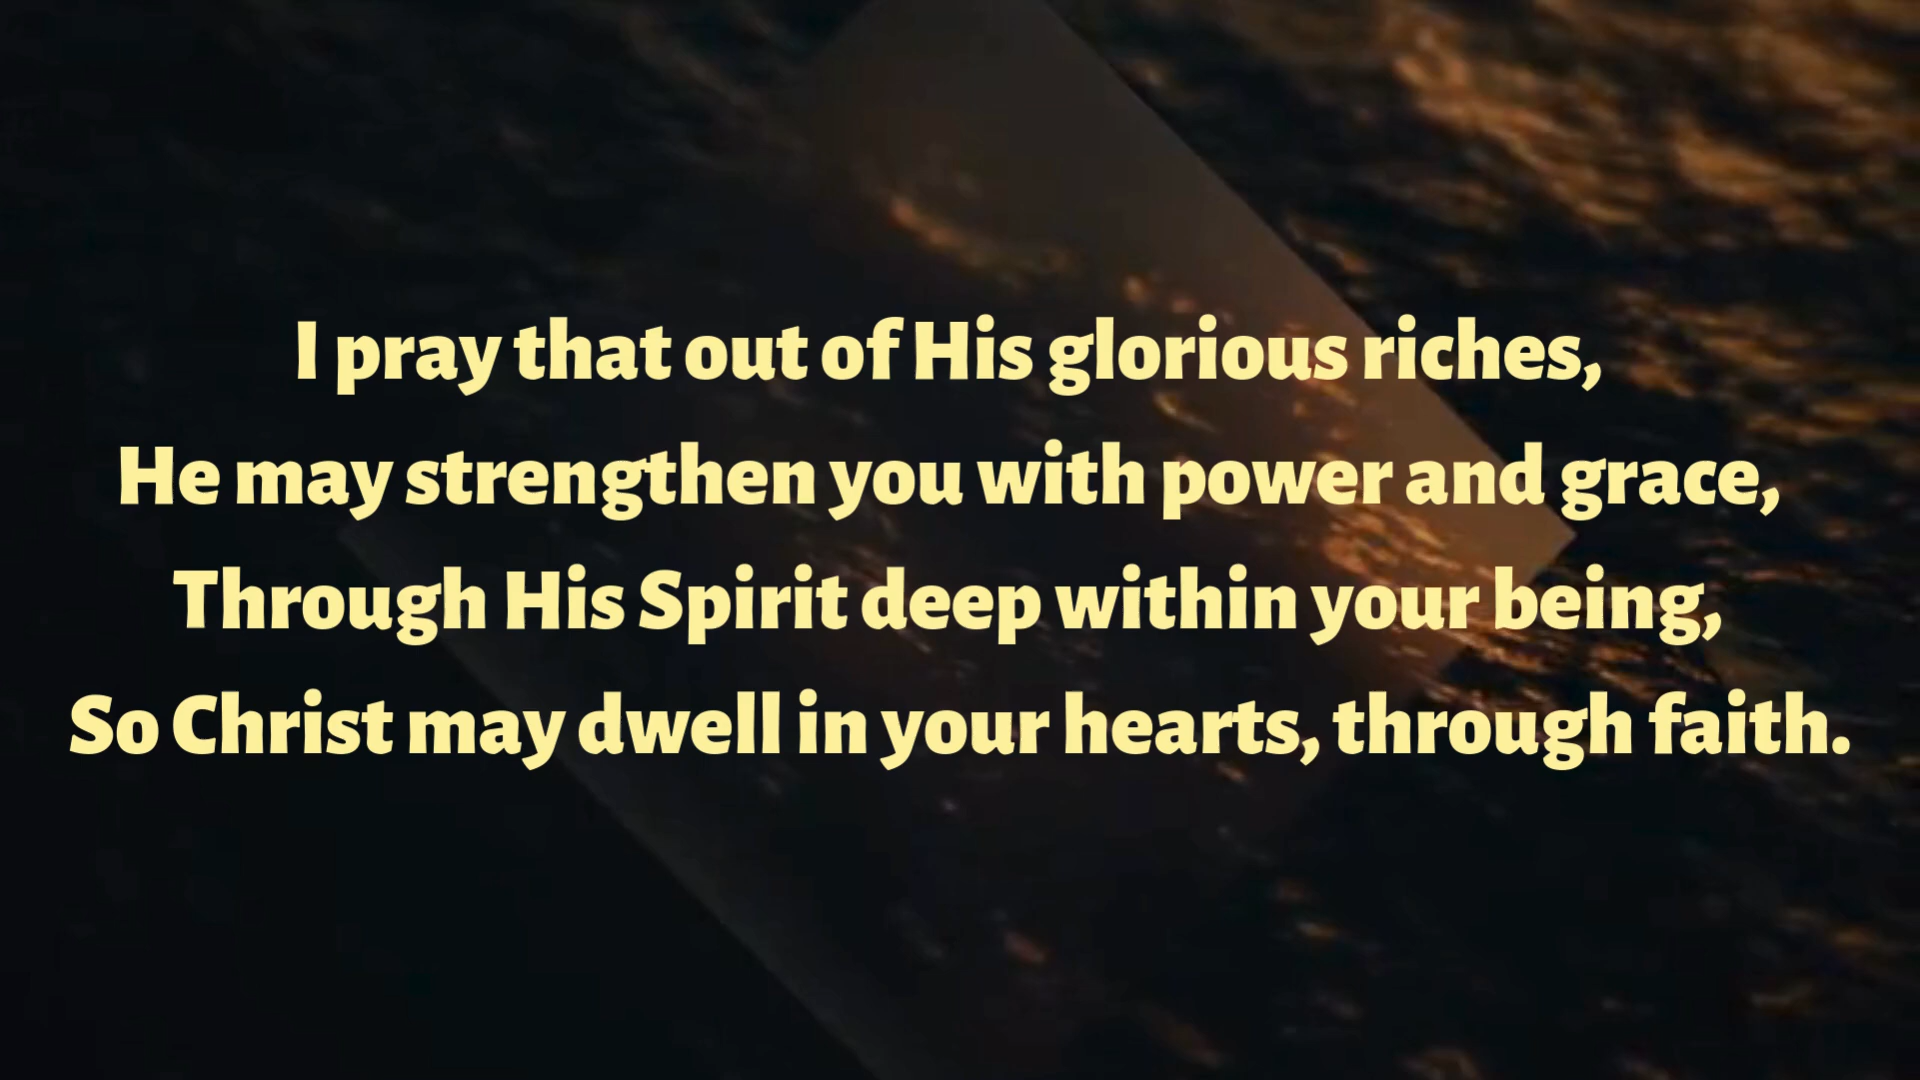 I pray that out of His glorious riches,
He may strengthen you with power and grace,
Through His Spirit deep within your being,
So Christ may dwell in your hearts, through faith.